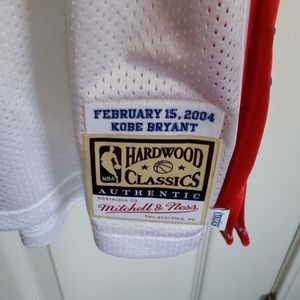 FEBRUARY 15, 2004
KOBE BRYANT
NBA
HARDWOOD
CLASSICS
AUTHENTIC
NOSTALGIA CO.
Mitchell & Ness
PHILADELPHIA, PA.